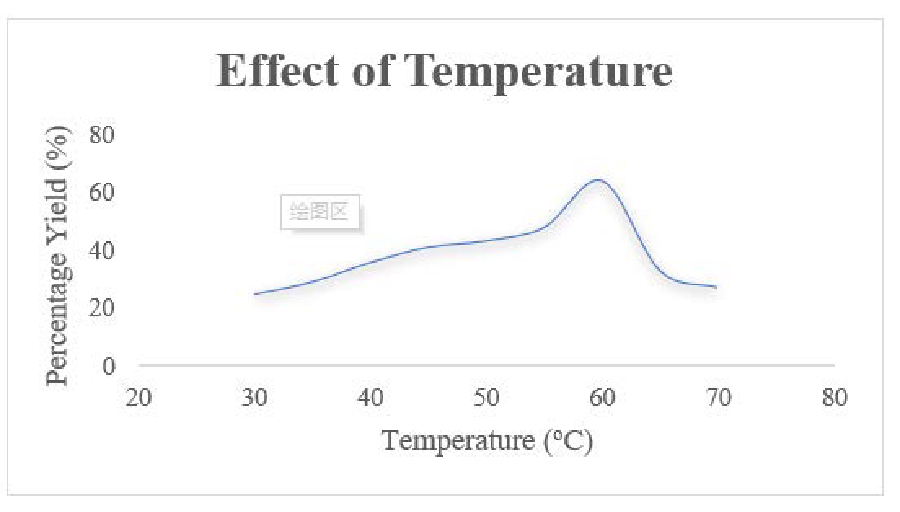 Effect of Temperature
Percentage Yield (%)
80
60
40
20
0
绘图区
20 30 40 50 60 70 80
Temperature (°C)